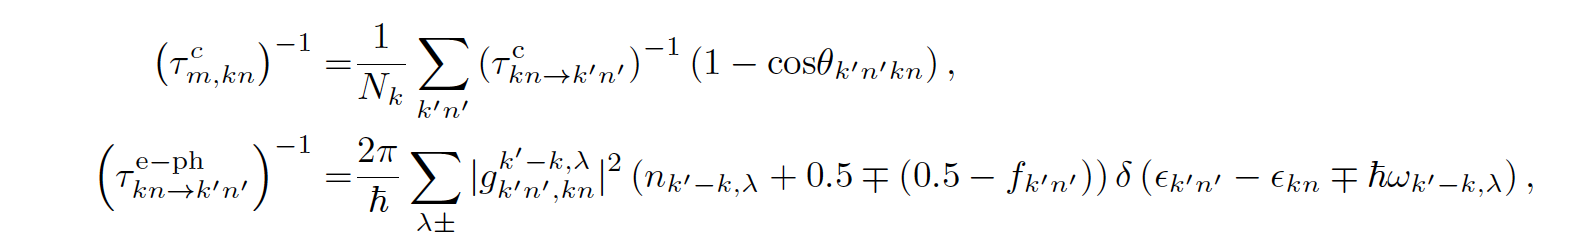 (τ^c_{m,kn})^{-1} = \frac{1}{N_k} \sum_{k'n'} (τ^c_{kn→k'n'})^{-1} (1 − cosθ_{k'n'kn}) ,
(τ^{e−ph}_{kn→k'n'})^{-1} = \frac{2π}{ℏ} \sum_{λ±} |g^{k'−k,λ}_{k'n',kn}|^2 (n_{k'−k,λ} + 0.5 ∓ (0.5 − f_{k'n'})) δ (ϵ_{k'n'} − ϵ_{kn} ∓ ℏω_{k'−k,λ}) ,